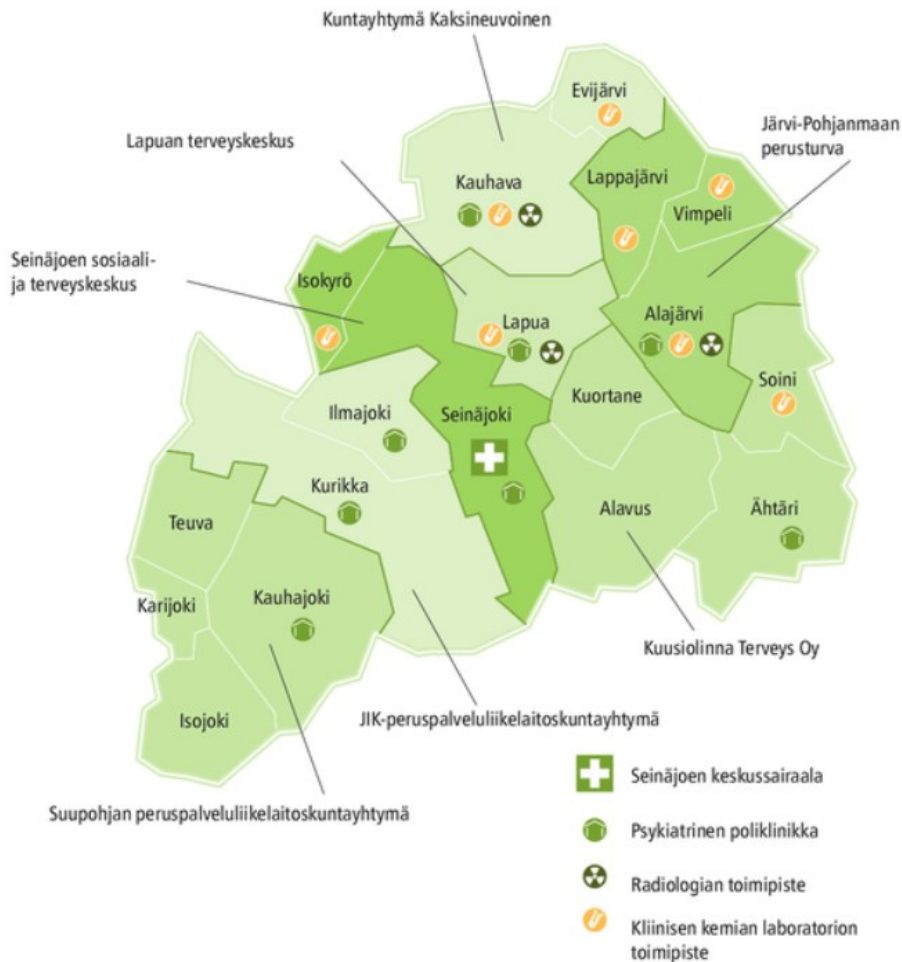 Kuntayhtymä Kaksineuvoinen
Evijärvi
Järvi-Pohjanmaan
perusturva
Lapuan terveyskeskus
Kauhava
Lappajärvi
Vimpeli
Seinäjoen sosiaali-
ja terveyskeskus
Isokyrö
Lapua
Alajärvi
Soini
Kuortane
Ilmajoki
Seinäjoki
Kurikka
Alavus
Ähtäri
Teuva
Karijoki
Kauhajoki
Kuusiolinna Terveys Oy
Isojoki
JIK-peruspalveluliikelaitoskuntayhtymä
Suupohjan peruspalveluliikelaitoskuntayhtymä
Seinäjoen keskussairaala
Psykiatrinen poliklinikka
Radiologian toimipiste
Kliinisen kemian laboratorion
toimipiste